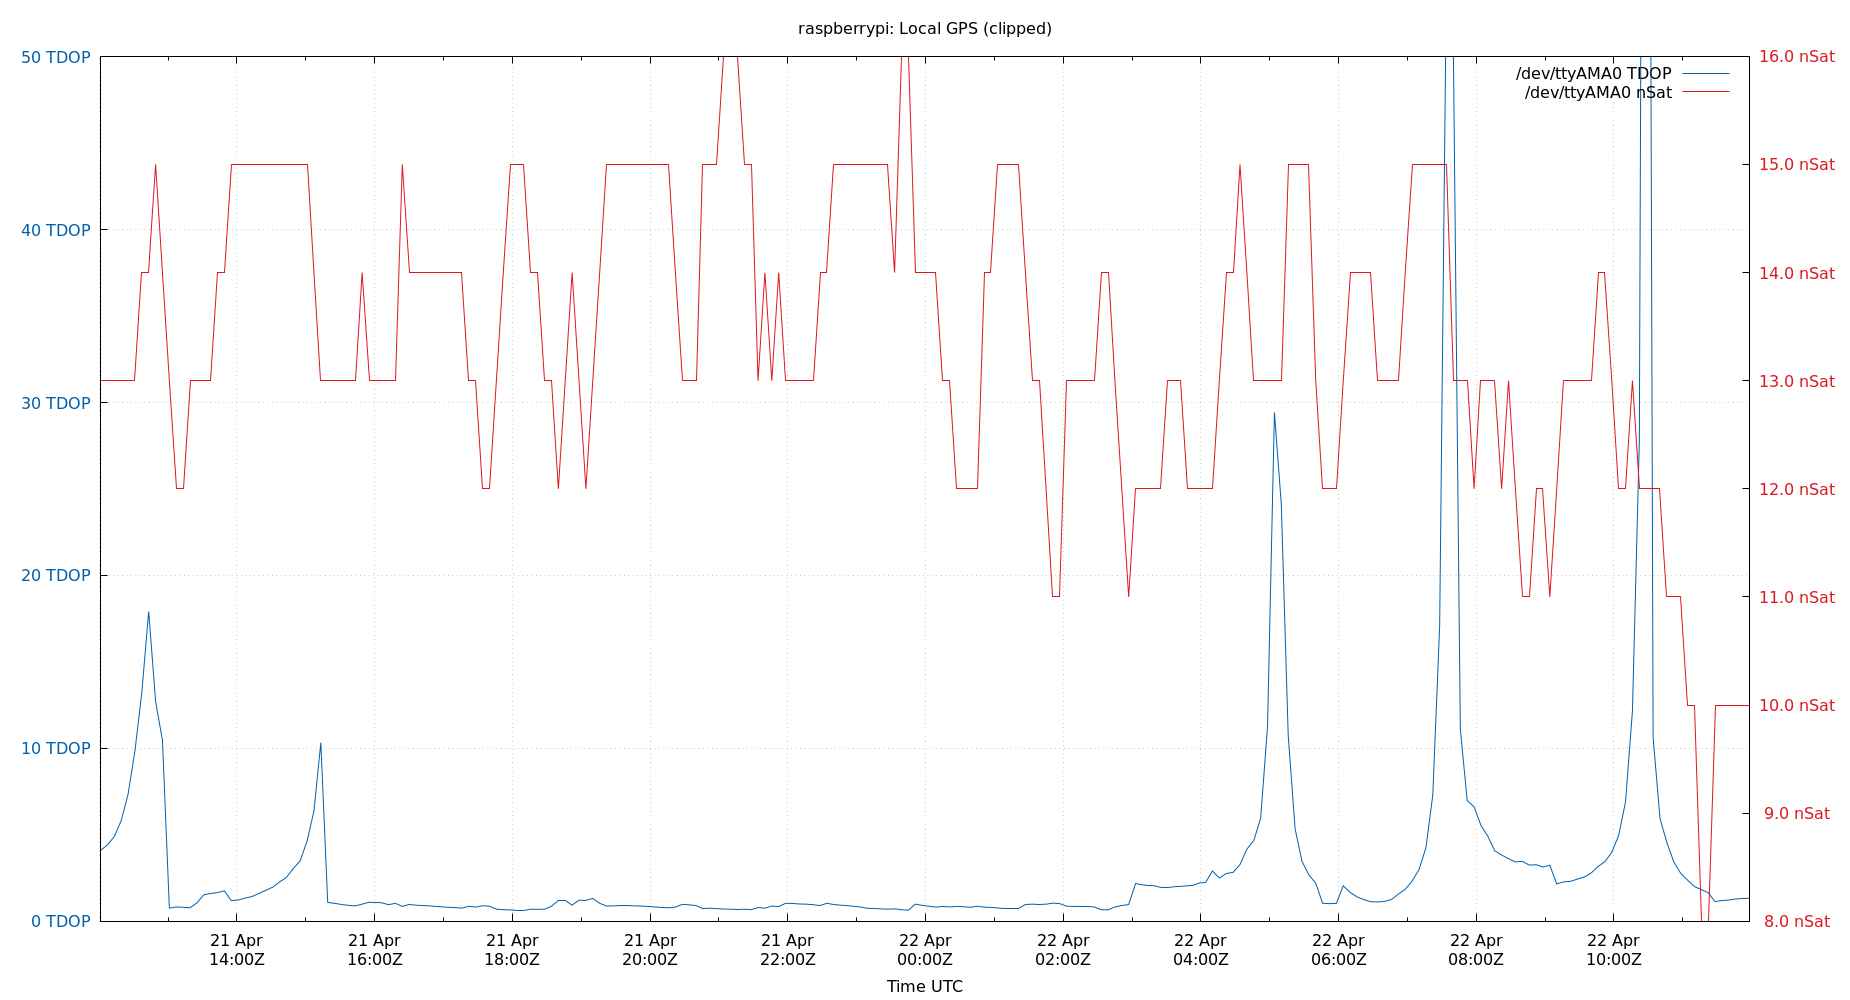 raspberrypi: Local GPS (clipped)
50 TDOP
40 TDOP
30 TDOP
20 TDOP
10 TDOP
0 TDOP
16.0 nSat
15.0 nSat
14.0 nSat
13.0 nSat
12.0 nSat
11.0 nSat
10.0 nSat
9.0 nSat
8.0 nSat
/dev/ttyAMA0 TDOP
/dev/ttyAMA0 nSat
21 Apr
14:00Z
21 Apr
16:00Z
21 Apr
18:00Z
21 Apr
20:00Z
21 Apr
22:00Z
22 Apr
00:00Z
22 Apr
02:00Z
22 Apr
04:00Z
22 Apr
06:00Z
22 Apr
08:00Z
22 Apr
10:00Z
Time UTC